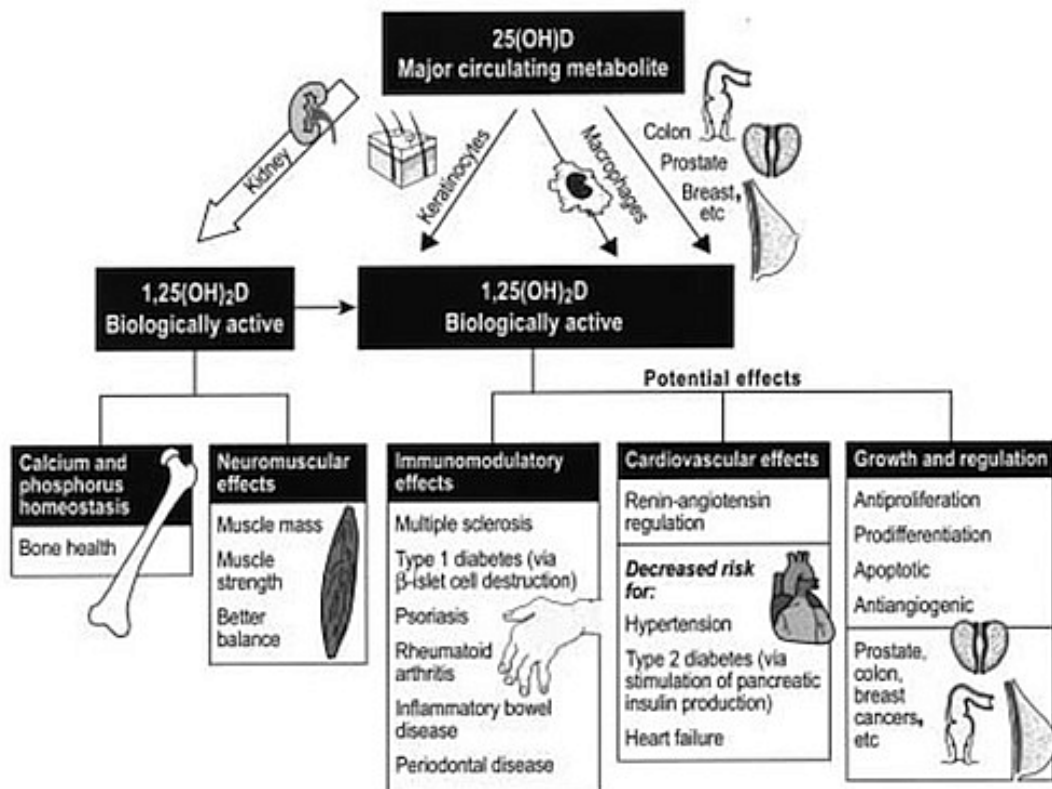 25(OH)D
Major circulating metabolite
Kidney
Keratinocytes
Macrophages
Colon
Prostate
Breast,
etc
1,25(OH)₂D
Biologically active
1,25(OH)₂D
Biologically active
Potential effects
Calcium and
phosphorus
homeostasis
Bone health
Neuromuscular
effects
Muscle mass
Muscle
strength
Better
balance
Immunomodulatory
effects
Multiple sclerosis
Type 1 diabetes (via
β-islet cell destruction)
Psoriasis
Rheumatoid
arthritis
Inflammatory bowel
disease
Periodontal disease
Cardiovascular effects
Renin-angiotensin
regulation
Decreased risk
for:
Hypertension
Type 2 diabetes (via
stimulation of pancreatic
insulin production)
Heart failure
Growth and regulation
Antiproliferation
Prodifferentiation
Apoptotic
Antiangiogenic
Prostate,
colon,
breast
cancers,
etc